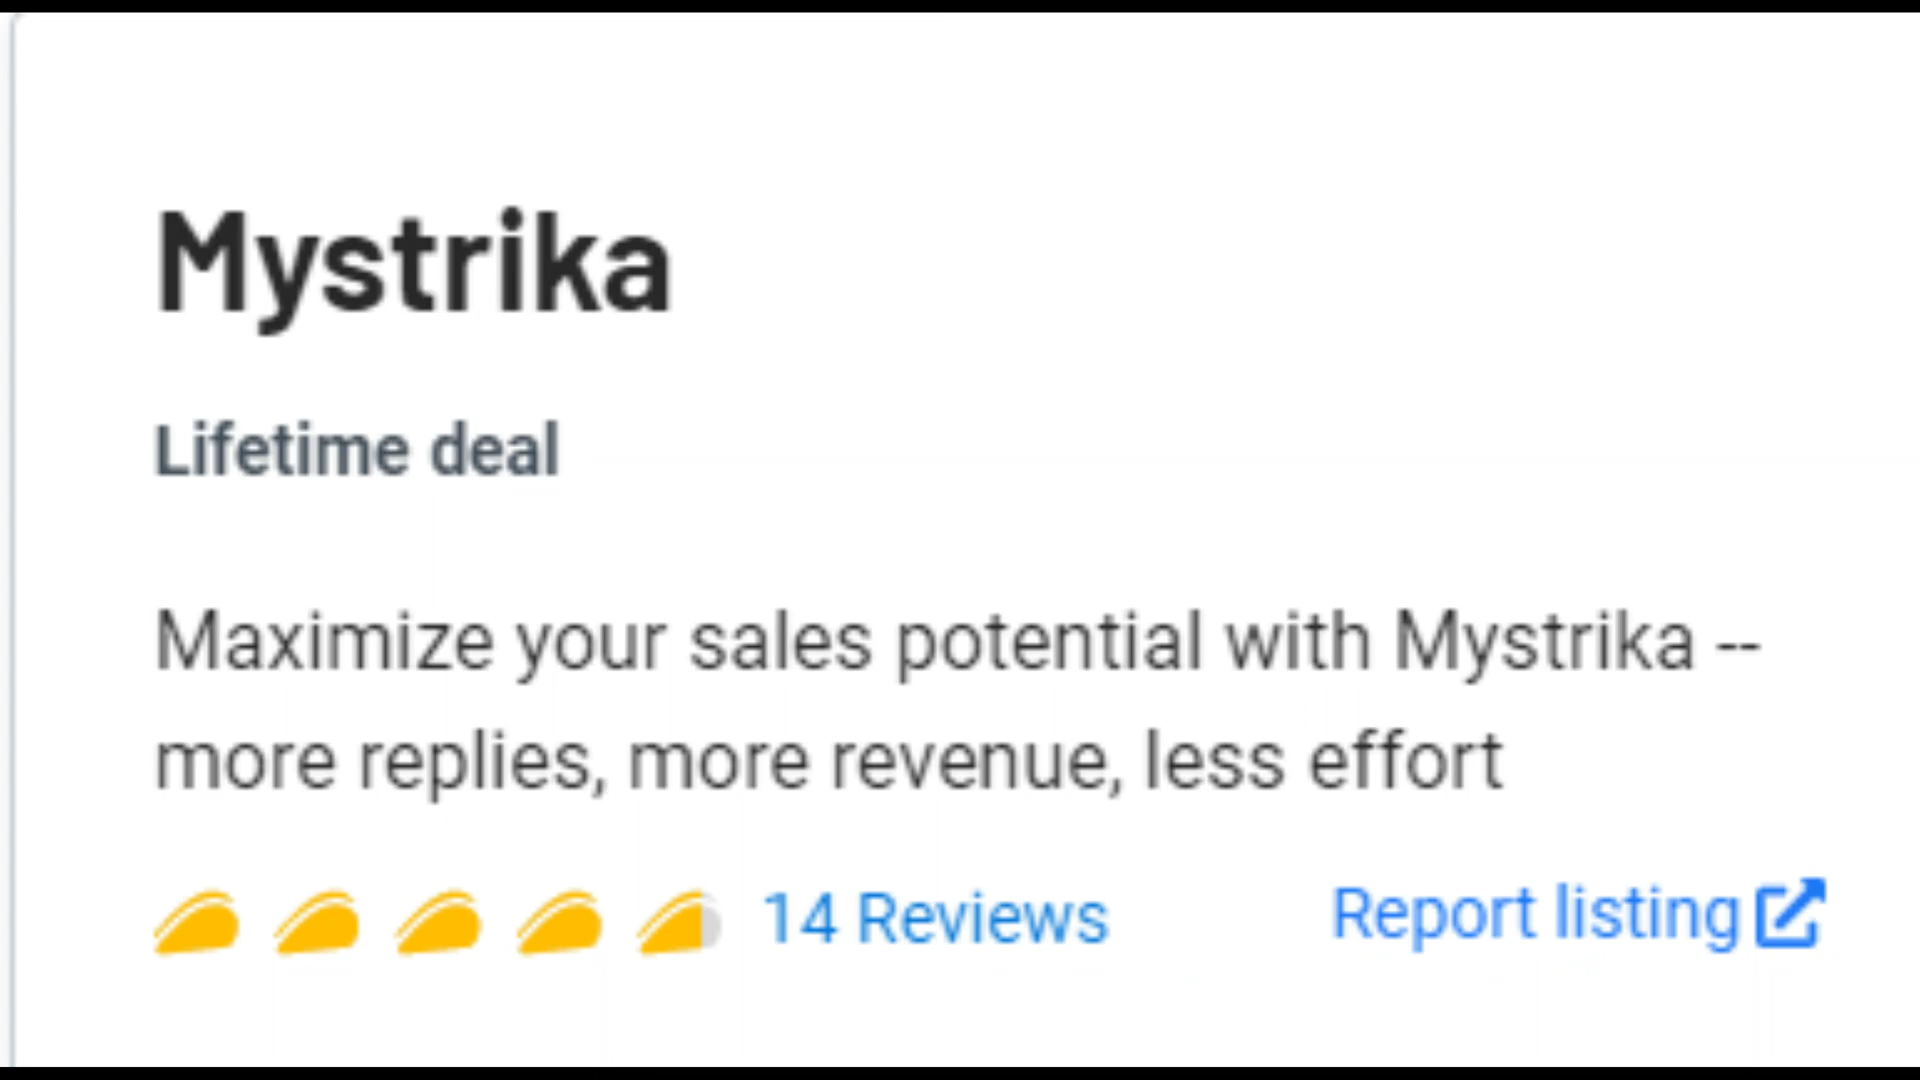 Mystrika
Lifetime deal
Maximize your sales potential with Mystrika --
more replies, more revenue, less effort
14 Reviews
Report listing